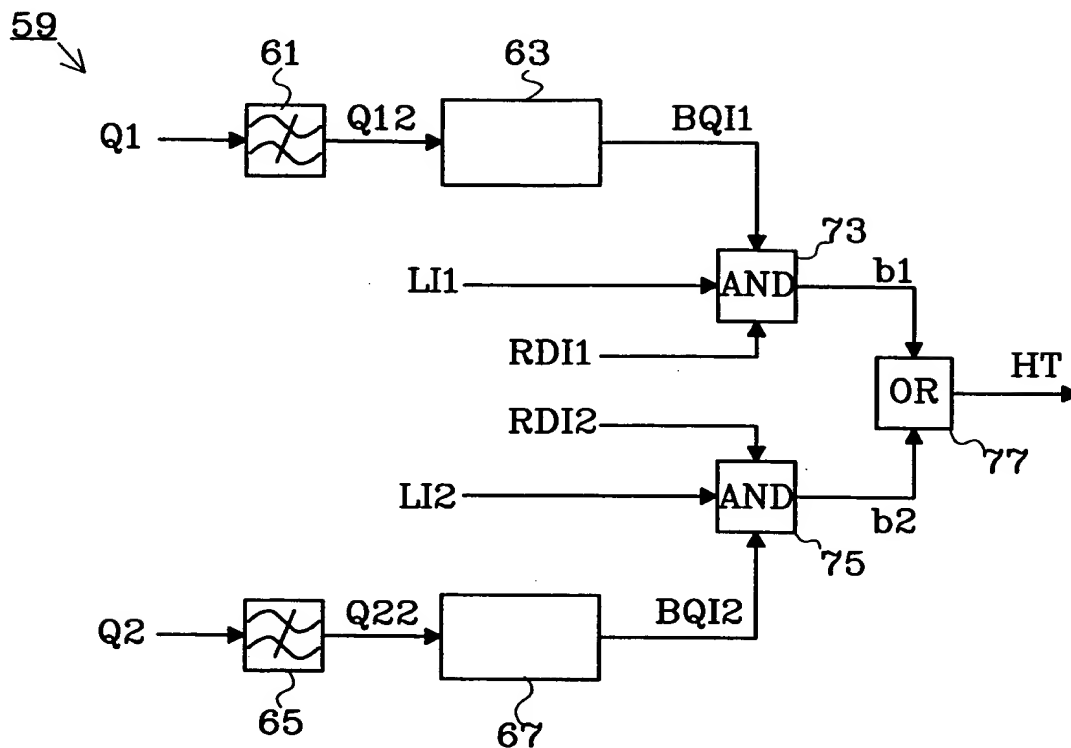 59
61
63
Q1
Q12
BQI1
73
LI1
AND
b1
RDI1
HT
OR
RDI2
77
LI2
AND
b2
75
Q2
Q22
BQI2
65
67